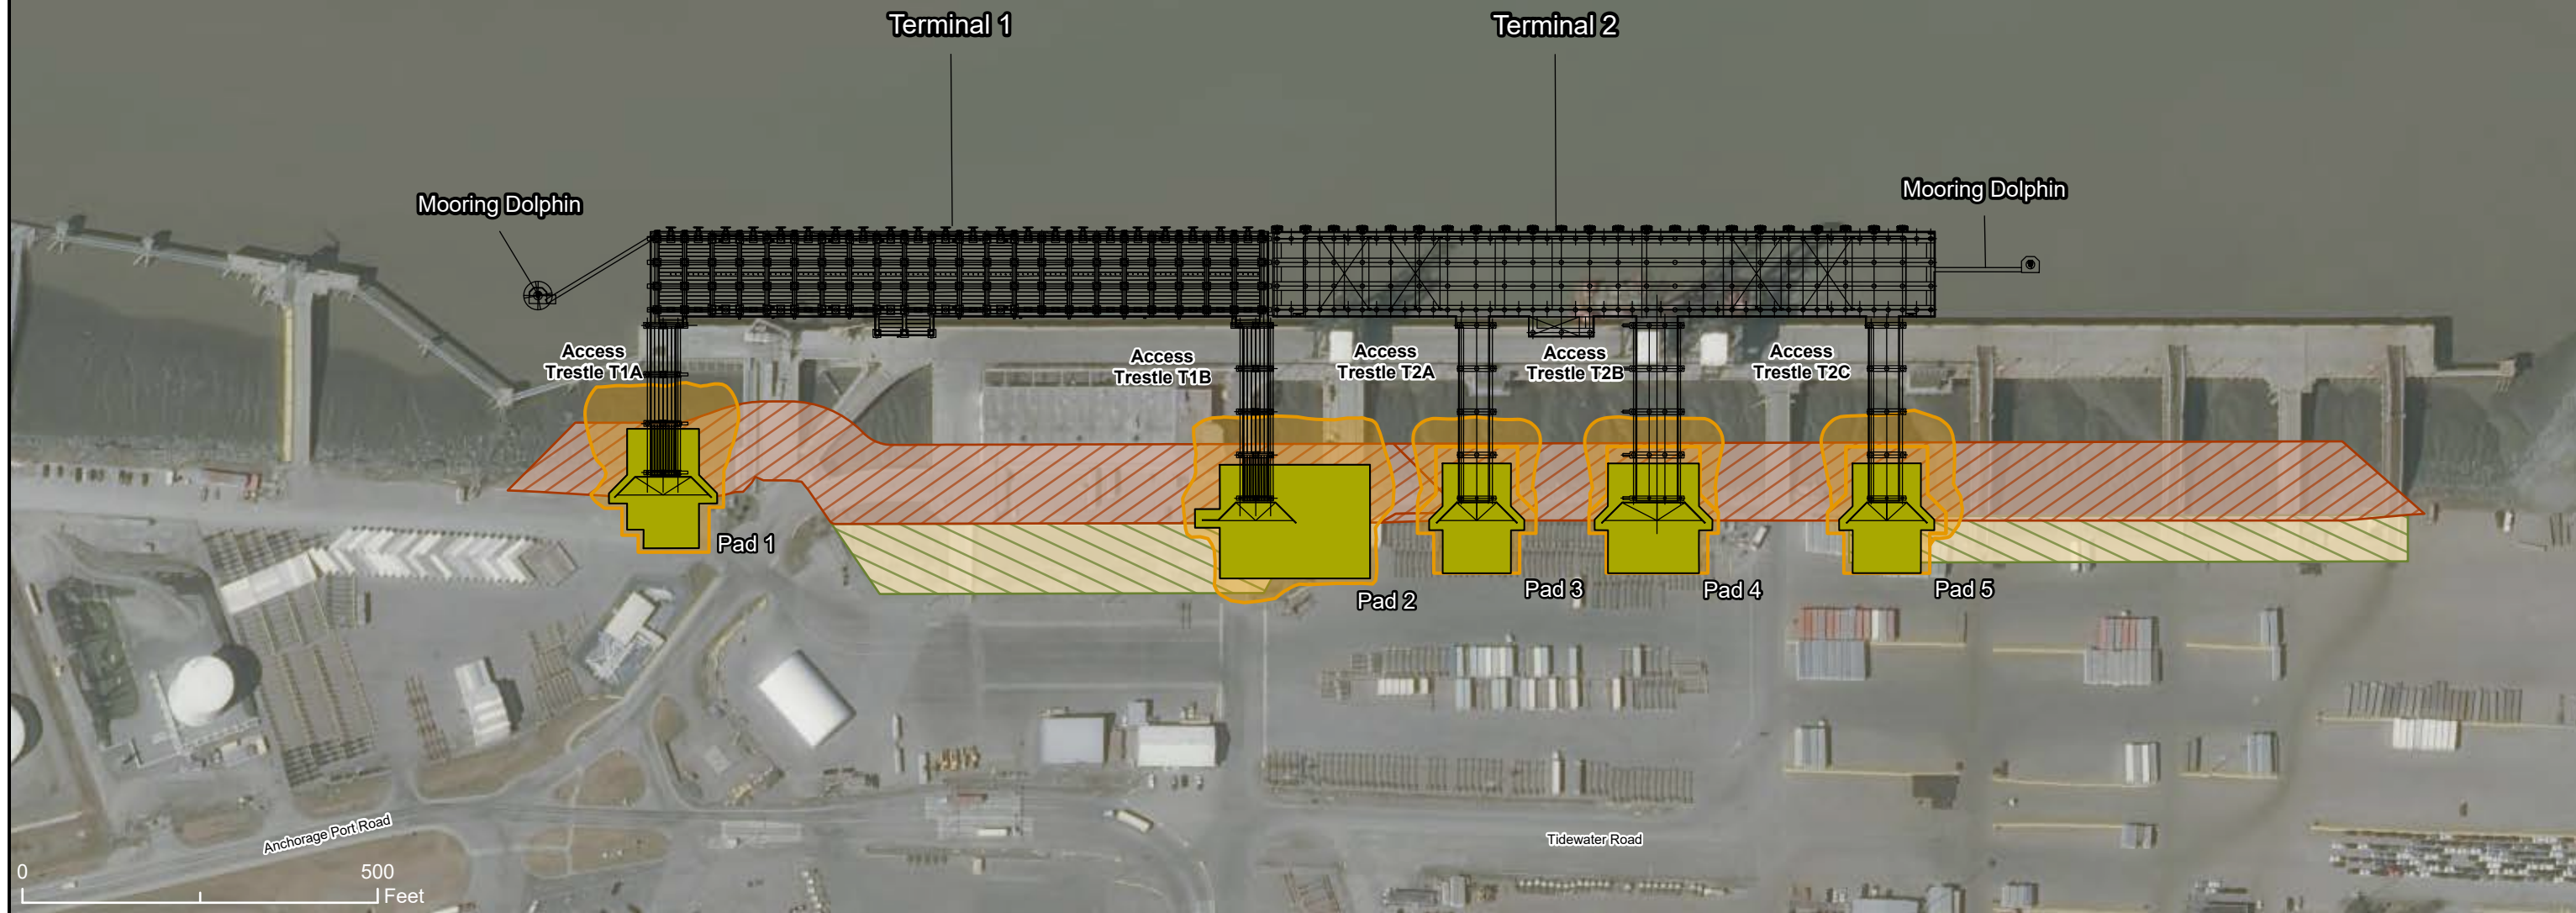 Terminal 1
Terminal 2
Mooring Dolphin
Mooring Dolphin
Access
Trestle T1A
Access
Trestle T1B
Access
Trestle T2A
Access
Trestle T2B
Access
Trestle T2C
Pad 1
Pad 2
Pad 3
Pad 4
Pad 5
Anchorage Port Road
Tidewater Road
0
500
Feet